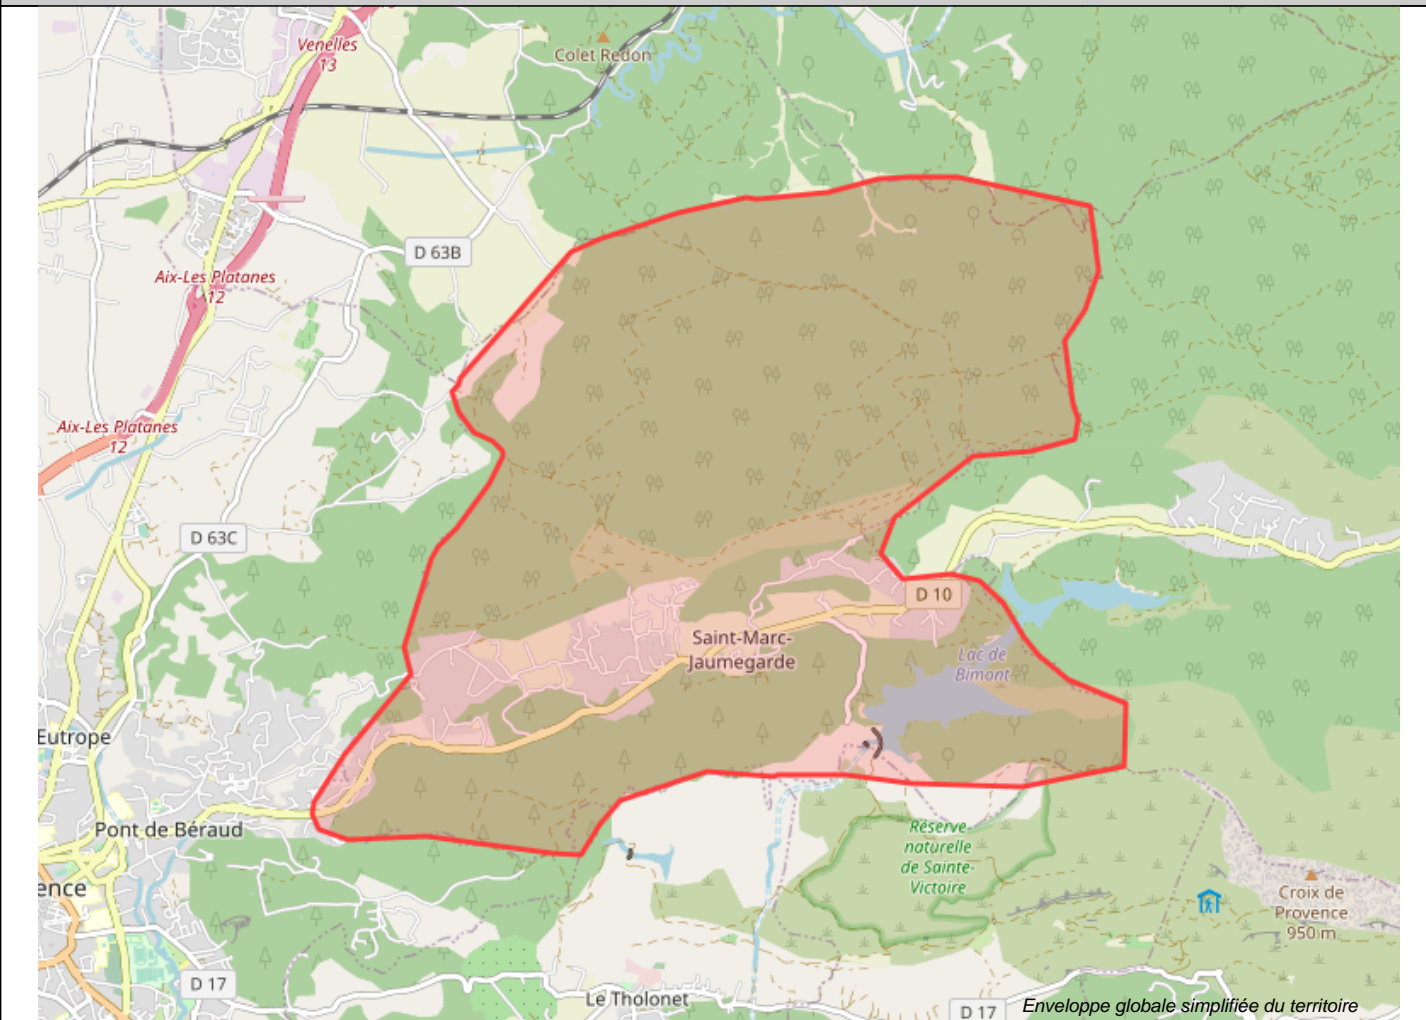 Venelles
13
Colet Redon
D 63B
Aix-Les Platanes
12
Aix-Les Platanes
12
D 63C
D 10
Saint-Marc-
Jaumegarde
Lac de
Bimont
Eutrope
Pont de Béraud
Réserve
naturelle
de Sainte-
Victoire
ence
Croix de
Provence
950 m
D 17
Le Tholonet
D 17
Enveloppe globale simplifiée du territoire